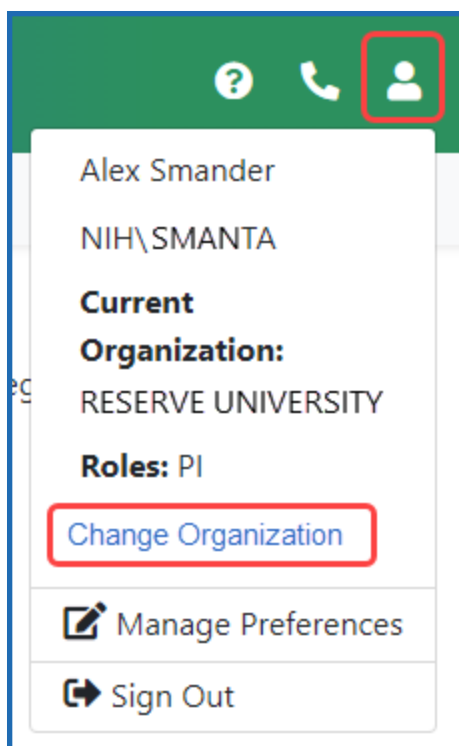 Alex Smander
NIH\SMANTA
Current
Organization:
RESERVE UNIVERSITY
Roles: PI
Change Organization
Manage Preferences
Sign Out